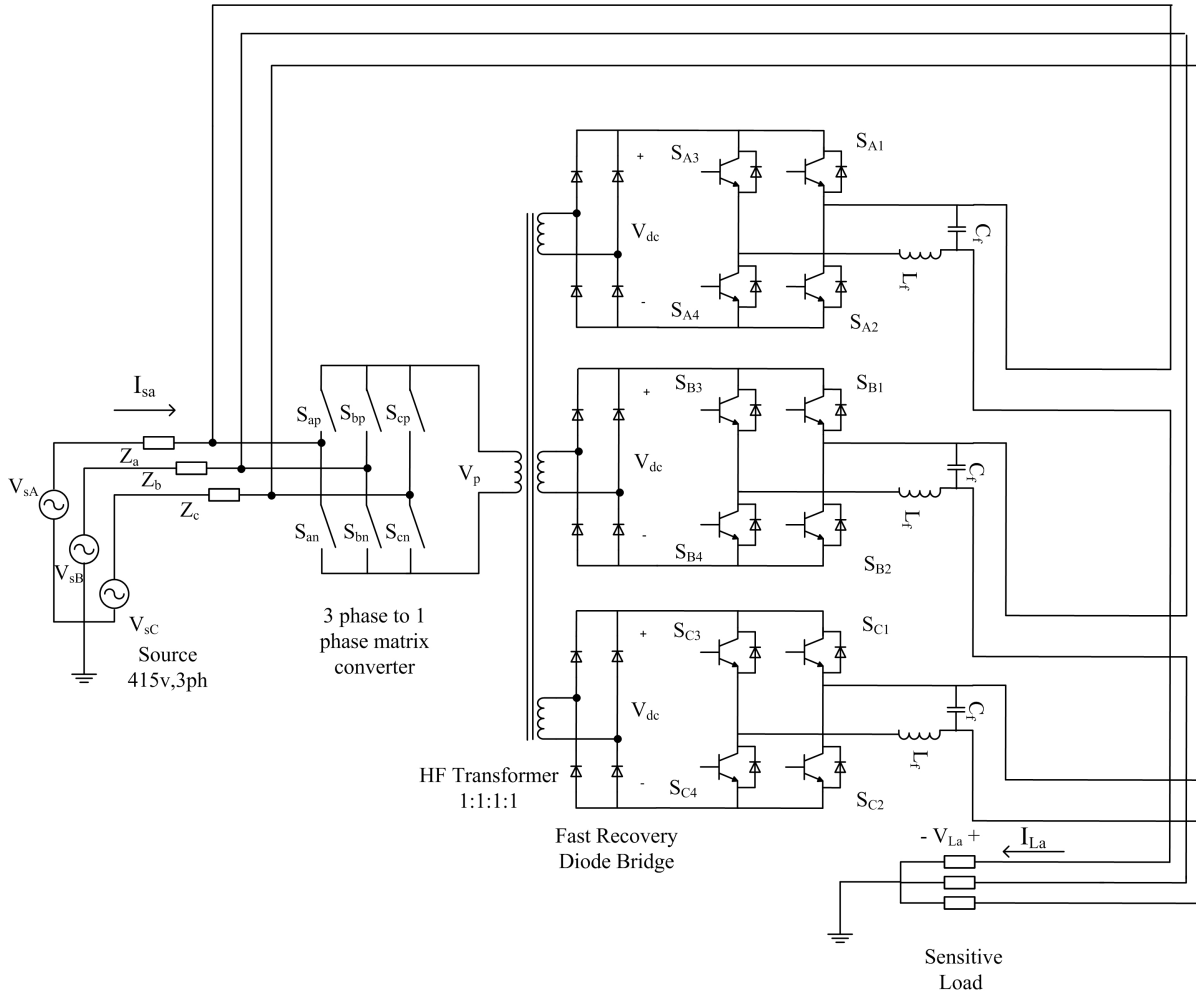 S_A3
S_A1
+
V_dc
-
C_f
L_f
S_A4
S_A2
I_sa
S_ap
S_bp
S_cp
Z_a
Z_b
Z_c
V_sA
V_sB
V_sC
S_an
S_bn
S_cn
V_p
Source
415v,3ph
3 phase to 1
phase matrix
converter
S_B3
S_B1
+
V_dc
-
C_f
L_f
S_B4
S_B2
S_C3
S_C1
+
V_dc
-
C_f
L_f
S_C4
S_C2
HF Transformer
1:1:1:1
Fast Recovery
Diode Bridge
- V_La +
I_La
Sensitive
Load